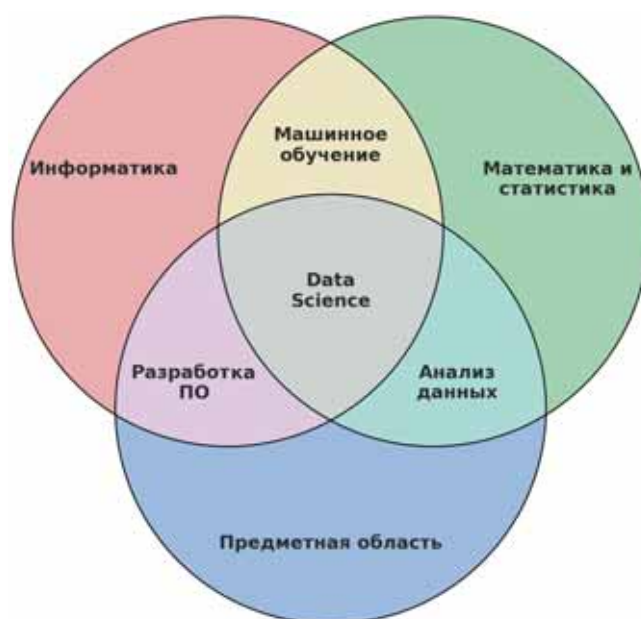 Машинное
обучение
Информатика
Математика и
статистика
Data
Science
Разработка
ПО
Анализ
данных
Предметная область